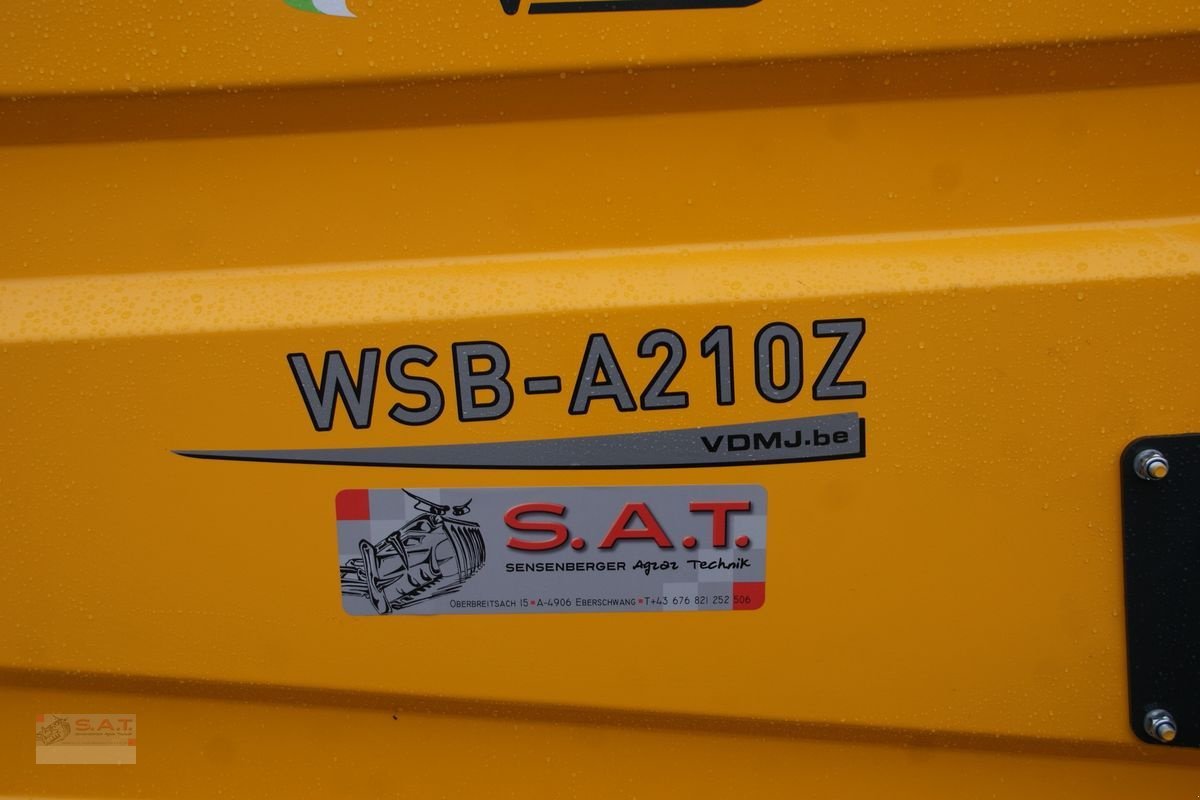 WSB-A210Z
VDMJ.be
S.A.T.
SENSENBERGER Agrar Technik
OBERBREITSACH 15 ▪ A-4906 EBERSCHWANG ▪ T+43 676 821 252 506
S.A.T.